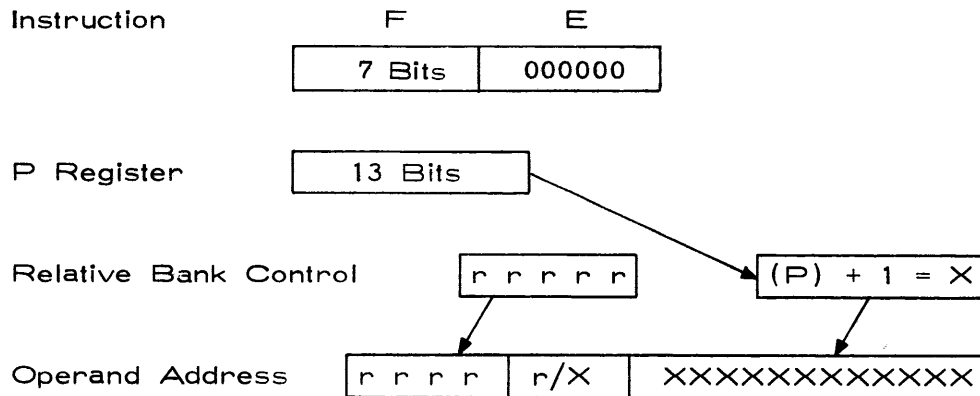 Instruction F E
7 Bits 000000
P Register 13 Bits
Relative Bank Control r r r r r (P) + 1 = X
Operand Address r r r r r/X XXXXXXXXXXXX